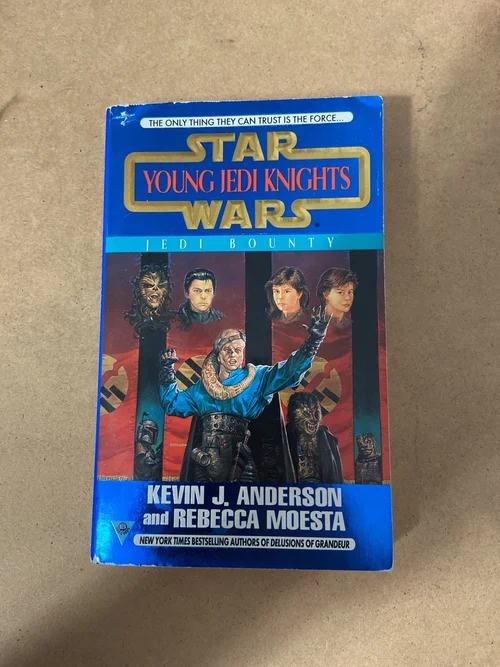 THE ONLY THING THEY CAN TRUST IS THE FORCE...
STAR
YOUNG JEDI KNIGHTS
WARS
JEDI BOUNTY
KEVIN J. ANDERSON
and REBECCA MOESTA
NEW YORK TIMES BESTSELLING AUTHORS OF DELUSIONS OF GRANDEUR